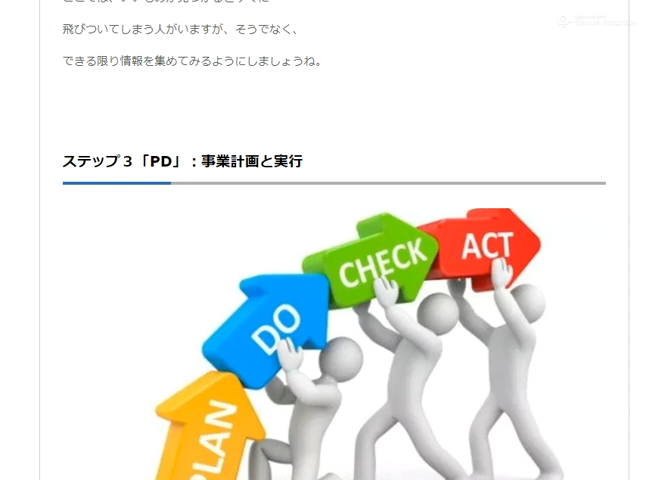 飛びついてしまう人がいますが、そうでなく、
できる限り情報を集めてみるようにしましょうね。
ステップ３「PD」：事業計画と実行
ACT
CHECK
DO
PLAN